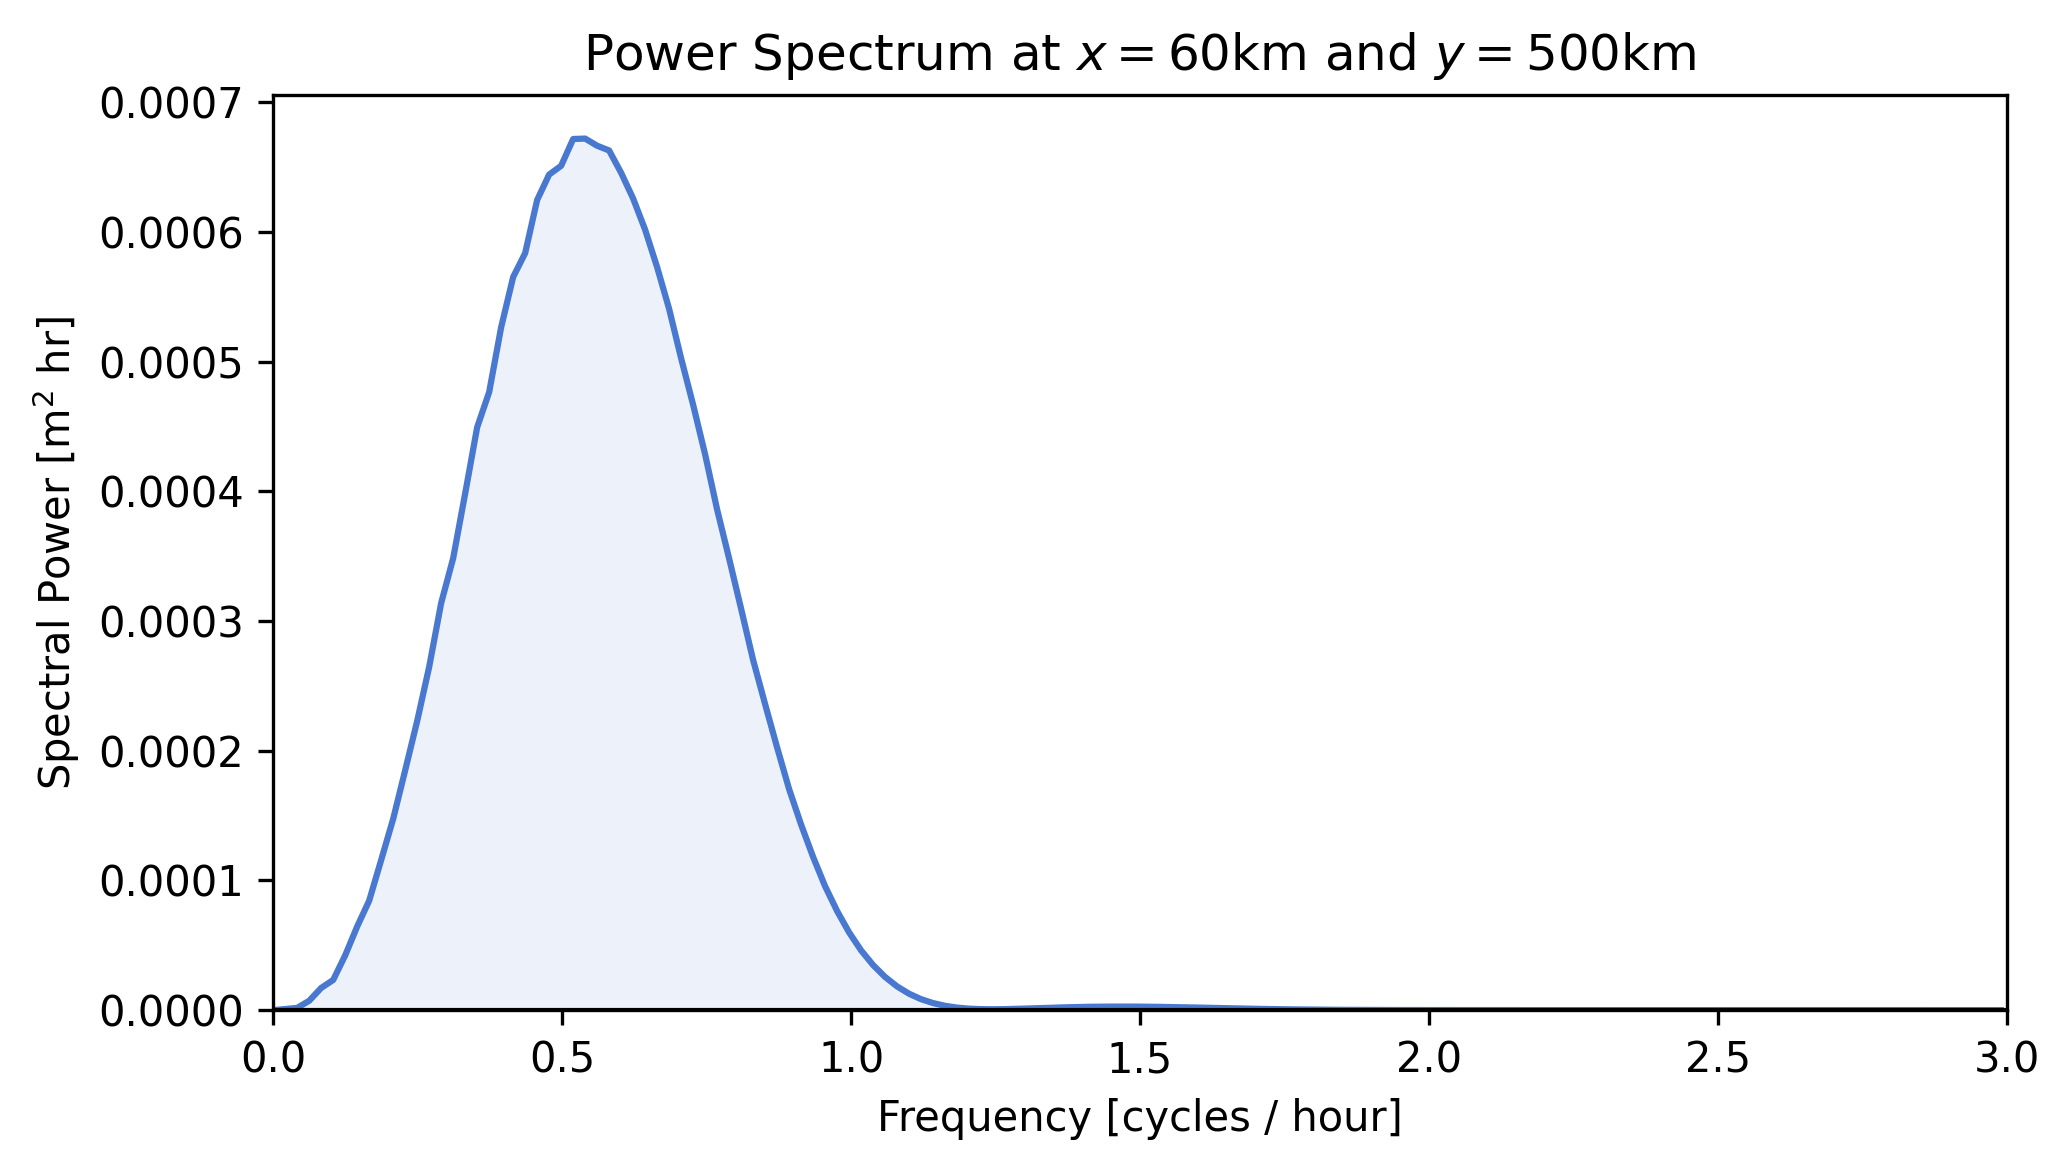 Power Spectrum at x = 60km and y = 500km
0.0007
0.0006
0.0005
0.0004
0.0003
0.0002
0.0001
0.0000
Spectral Power [m² hr]
0.0 0.5 1.0 1.5 2.0 2.5 3.0
Frequency [cycles / hour]